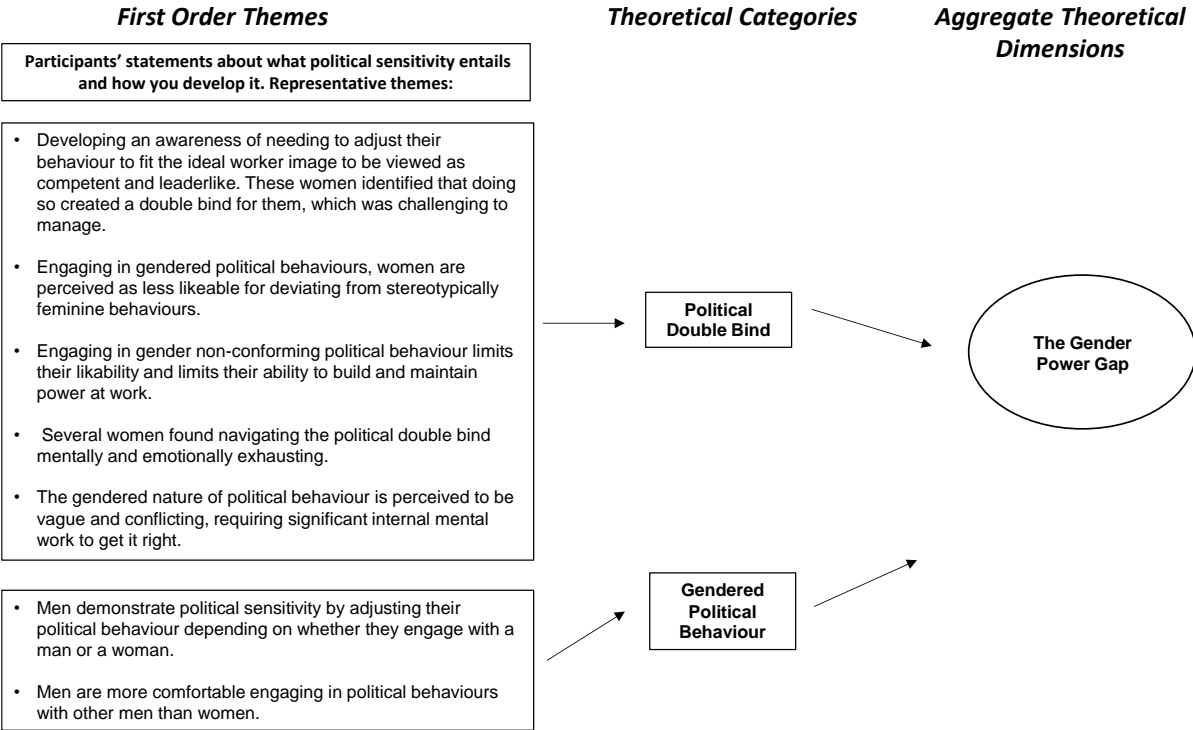 First Order Themes
Theoretical Categories
Aggregate Theoretical
Dimensions
Participants’ statements about what political sensitivity entails
and how you develop it. Representative themes:
• Developing an awareness of needing to adjust their
behaviour to fit the ideal worker image to be viewed as
competent and leaderlike. These women identified that doing
so created a double bind for them, which was challenging to
manage.
• Engaging in gendered political behaviours, women are
perceived as less likeable for deviating from stereotypically
feminine behaviours.
• Engaging in gender non-conforming political behaviour limits
their likability and limits their ability to build and maintain
power at work.
• Several women found navigating the political double bind
mentally and emotionally exhausting.
• The gendered nature of political behaviour is perceived to be
vague and conflicting, requiring significant internal mental
work to get it right.
Political
Double Bind
The Gender
Power Gap
• Men demonstrate political sensitivity by adjusting their
political behaviour depending on whether they engage with a
man or a woman.
• Men are more comfortable engaging in political behaviours
with other men than women.
Gendered
Political
Behaviour